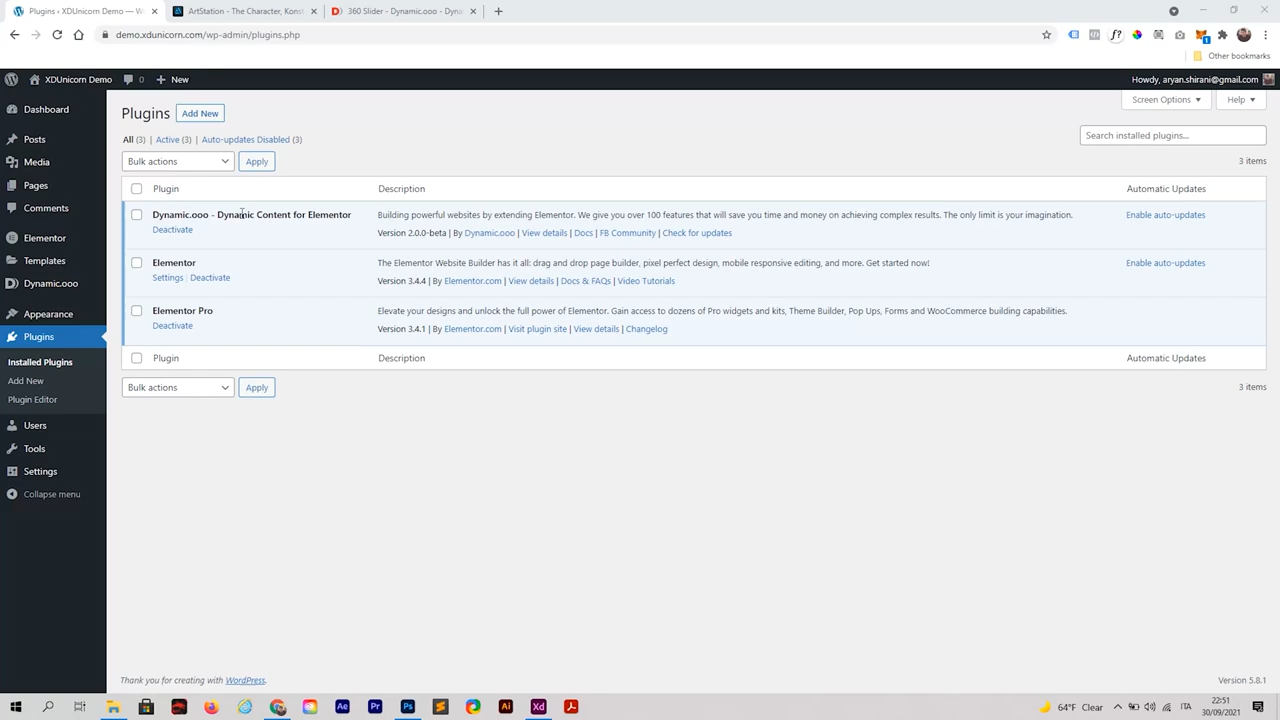 Plugins ‹ XDUnicorn Demo — W
ArtStation - The Character, Konst
360 Slider - Dynamic.ooo - Dyna
demo.xdunicorn.com/wp-admin/plugins.php
Other bookmarks
XDUnicorn Demo
0
New
Howdy, aryan.shirani@gmail.com
Dashboard
Posts
Media
Pages
Comments
Elementor
Templates
Dynamic.ooo
Appearance
Plugins
Installed Plugins
Add New
Plugin Editor
Users
Tools
Settings
Collapse menu
Plugins
Add New
Screen Options
Help
All (3) | Active (3) | Auto-updates Disabled (3)
Search installed plugins...
Bulk actions
Apply
3 items
Plugin
Description
Automatic Updates
Dynamic.ooo - Dynamic Content for Elementor
Deactivate
Building powerful websites by extending Elementor. We give you over 100 features that will save you time and money on achieving complex results. The only limit is your imagination.
Version 2.0.0-beta | By Dynamic.ooo | View details | Docs | FB Community | Check for updates
Enable auto-updates
Elementor
Settings | Deactivate
The Elementor Website Builder has it all: drag and drop page builder, pixel perfect design, mobile responsive editing, and more. Get started now!
Version 3.4.4 | By Elementor.com | View details | Docs & FAQs | Video Tutorials
Enable auto-updates
Elementor Pro
Deactivate
Elevate your designs and unlock the full power of Elementor. Gain access to dozens of Pro widgets and kits, Theme Builder, Pop Ups, Forms and WooCommerce building capabilities.
Version 3.4.1 | By Elementor.com | Visit plugin site | View details | Changelog
Plugin
Description
Automatic Updates
Bulk actions
Apply
3 items
Thank you for creating with WordPress.
Version 5.8.1
Ae
Pr
Ps
Ai
Xd
64°F Clear
ITA
22:51
30/09/2021